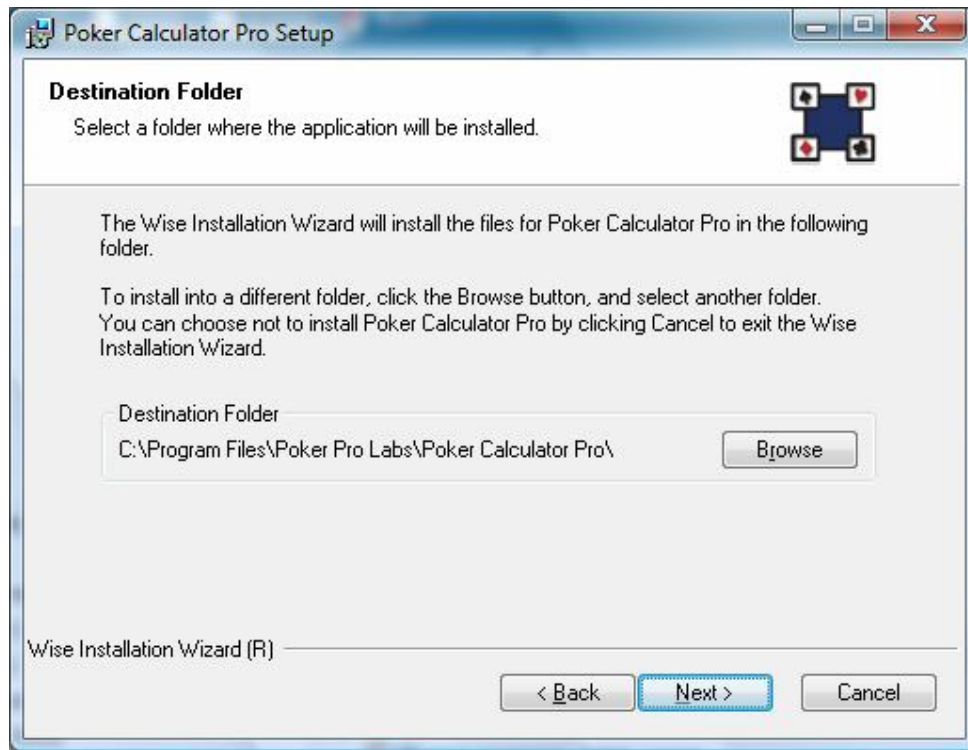 Poker Calculator Pro Setup
Destination Folder
Select a folder where the application will be installed.
The Wise Installation Wizard will install the files for Poker Calculator Pro in the following
folder.
To install into a different folder, click the Browse button, and select another folder.
You can choose not to install Poker Calculator Pro by clicking Cancel to exit the Wise
Installation Wizard.
Destination Folder
C:\Program Files\Poker Pro Labs\Poker Calculator Pro\ Browse
Wise Installation Wizard (R)
< Back Next > Cancel